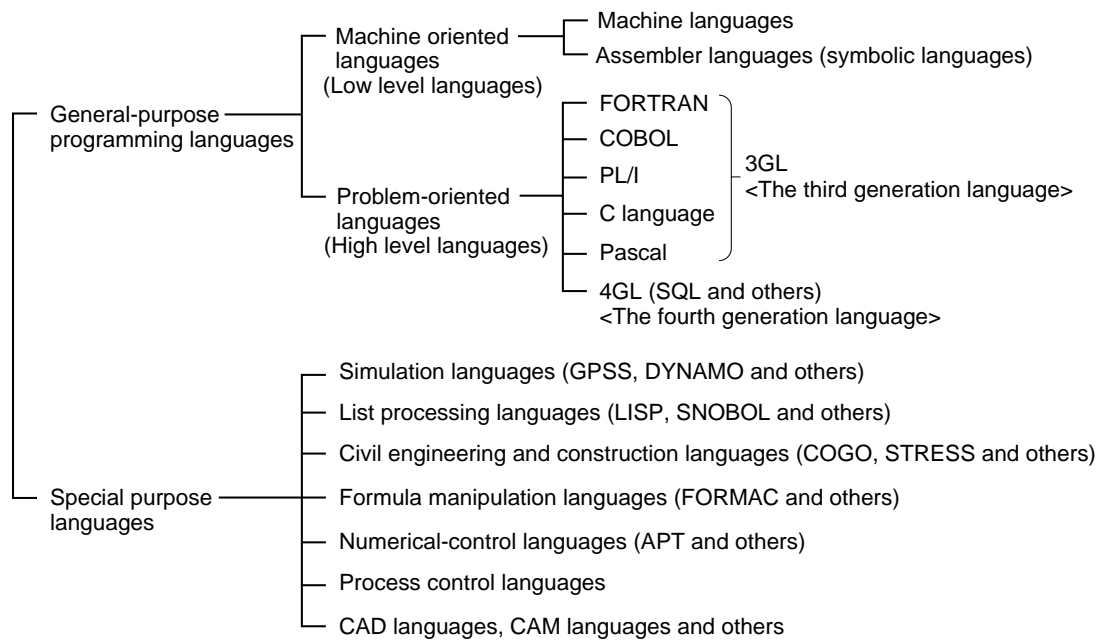 Machine oriented
languages
(Low level languages)
Machine languages
Assembler languages (symbolic languages)
General-purpose
programming languages
Problem-oriented
languages
(High level languages)
FORTRAN
COBOL
PL/I
C language
Pascal
3GL
<The third generation language>
4GL (SQL and others)
<The fourth generation language>
Special purpose
languages
Simulation languages (GPSS, DYNAMO and others)
List processing languages (LISP, SNOBOL and others)
Civil engineering and construction languages (COGO, STRESS and others)
Formula manipulation languages (FORMAC and others)
Numerical-control languages (APT and others)
Process control languages
CAD languages, CAM languages and others